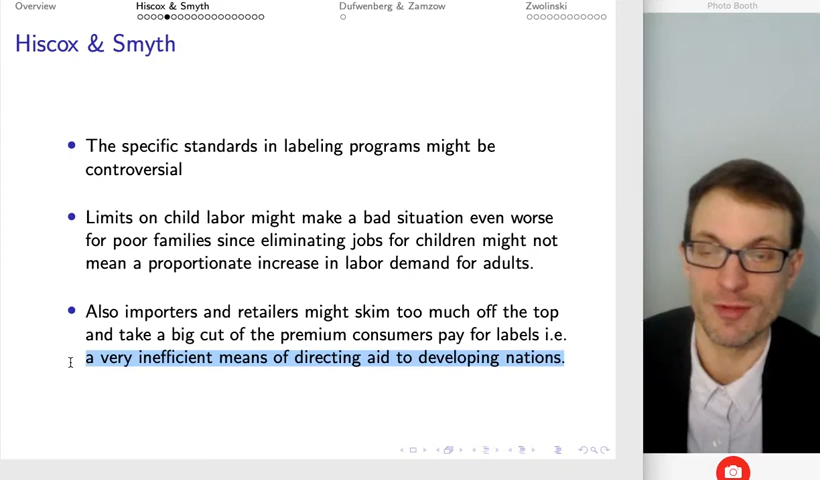 Overview
Hiscox & Smyth
Dufwenberg & Zamzow
Zwolinski
Photo Booth
Hiscox & Smyth
• The specific standards in labeling programs might be
controversial
• Limits on child labor might make a bad situation even worse
for poor families since eliminating jobs for children might not
mean a proportionate increase in labor demand for adults.
• Also importers and retailers might skim too much off the top
and take a big cut of the premium consumers pay for labels i.e.
a very inefficient means of directing aid to developing nations.